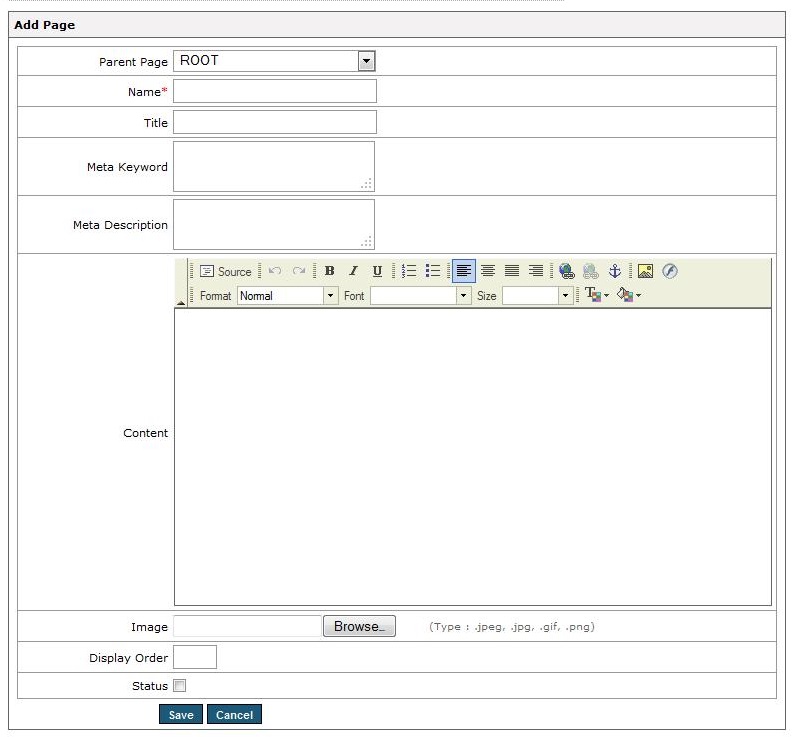 Add Page
Parent Page ROOT
Name*
Title
Meta Keyword
Meta Description
Source B I U
Format Normal Font Size
Content
Image Browse... (Type : .jpeg, .jpg, .gif, .png)
Display Order
Status
Save Cancel